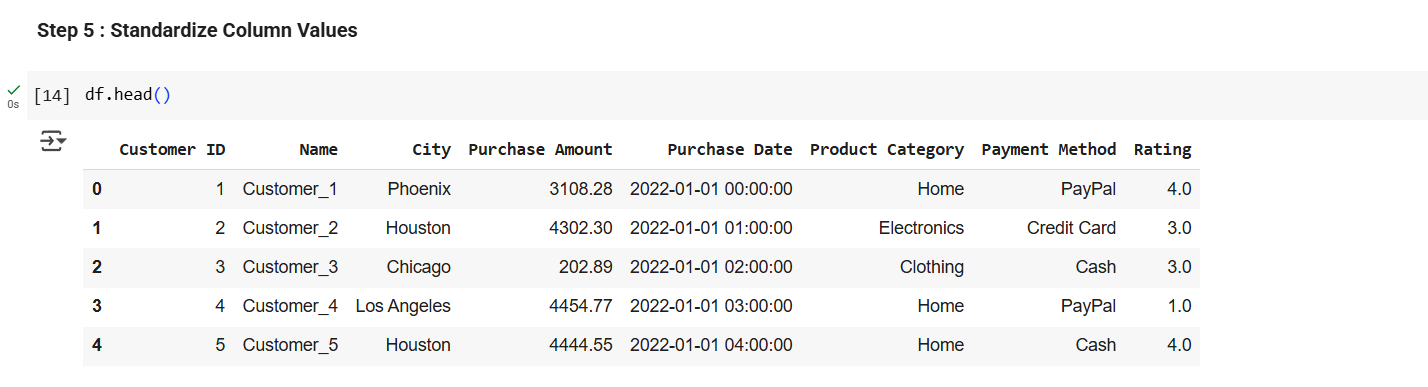 Step 5 : Standardize Column Values
[14] df.head()
0s
Customer ID Name City Purchase Amount Purchase Date Product Category Payment Method Rating
0 1 Customer_1 Phoenix 3108.28 2022-01-01 00:00:00 Home PayPal 4.0
1 2 Customer_2 Houston 4302.30 2022-01-01 01:00:00 Electronics Credit Card 3.0
2 3 Customer_3 Chicago 202.89 2022-01-01 02:00:00 Clothing Cash 3.0
3 4 Customer_4 Los Angeles 4454.77 2022-01-01 03:00:00 Home PayPal 1.0
4 5 Customer_5 Houston 4444.55 2022-01-01 04:00:00 Home Cash 4.0